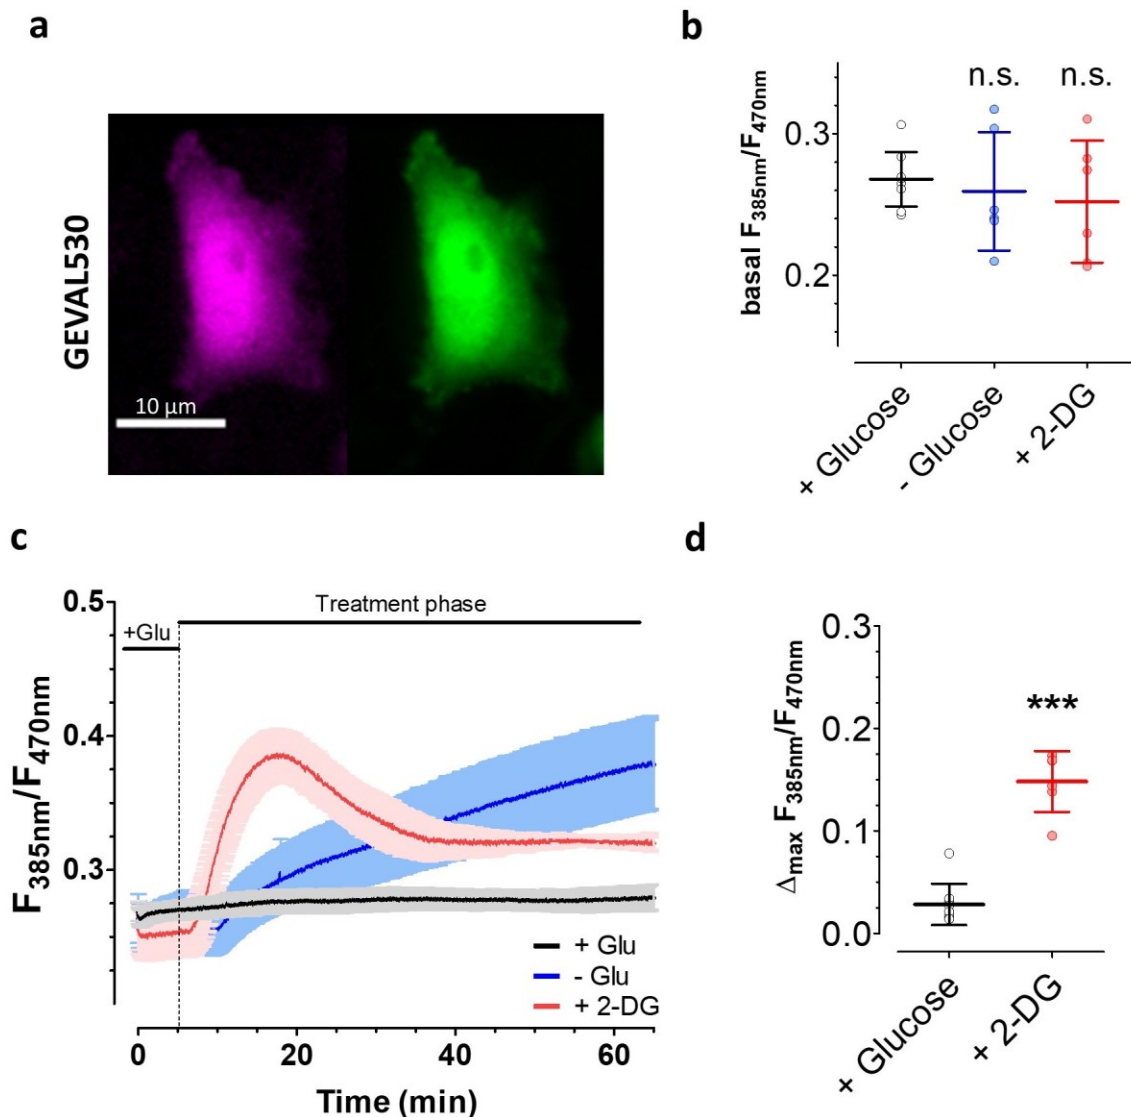 a
GEVAL530
10 µm
b
basal F385nm/F470nm
n.s. n.s.
0.3
0.2
+ Glucose
- Glucose
+ 2-DG
c
F385nm/F470nm
0.5
0.4
0.3
+Glu
Treatment phase
+ Glu
- Glu
+ 2-DG
0 20 40 60
Time (min)
d
Δmax F385nm/F470nm
0.3
0.2
0.1
0.0
***
+ Glucose
+ 2-DG